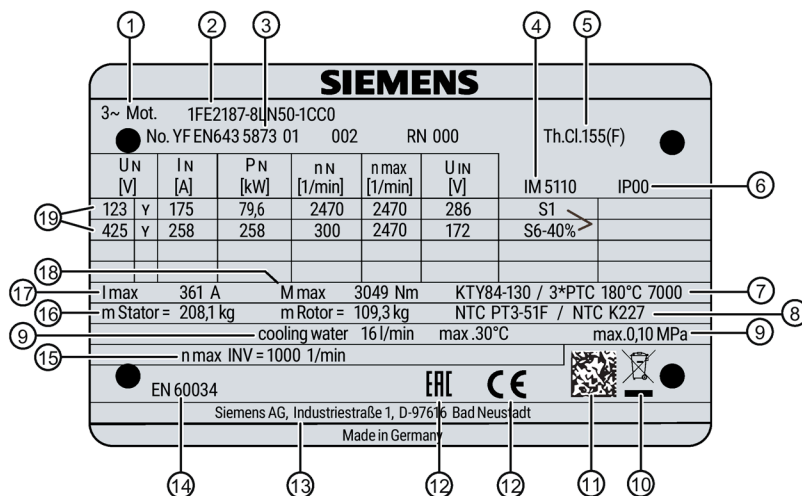 1 2 3 4 5
SIEMENS
3~ Mot. 1FE2187-8LN50-1CC0
No. YF EN643 5873 01 002 RN 000 Th.Cl.155(F)
UN IN PN nN n max UIN
[V] [A] [kW] [1/min] [1/min] [V] IM 5110 IP00 6
19 123 Y 175 79,6 2470 2470 286 S1
425 Y 258 258 300 2470 172 S6-40%
18
17 I max 361 A M max 3049 Nm KTY84-130 / 3*PTC 180°C 7000 7
16 m Stator = 208,1 kg m Rotor = 109,3 kg NTC PT3-51F / NTC K227 8
9 cooling water 16 l/min max.30°C max.0,10 MPa 9
15 n max INV = 1000 1/min
EN 60034 EAC CE
Siemens AG, Industriestraße 1, D-97616 Bad Neustadt
Made in Germany
14 13 12 12 11 10